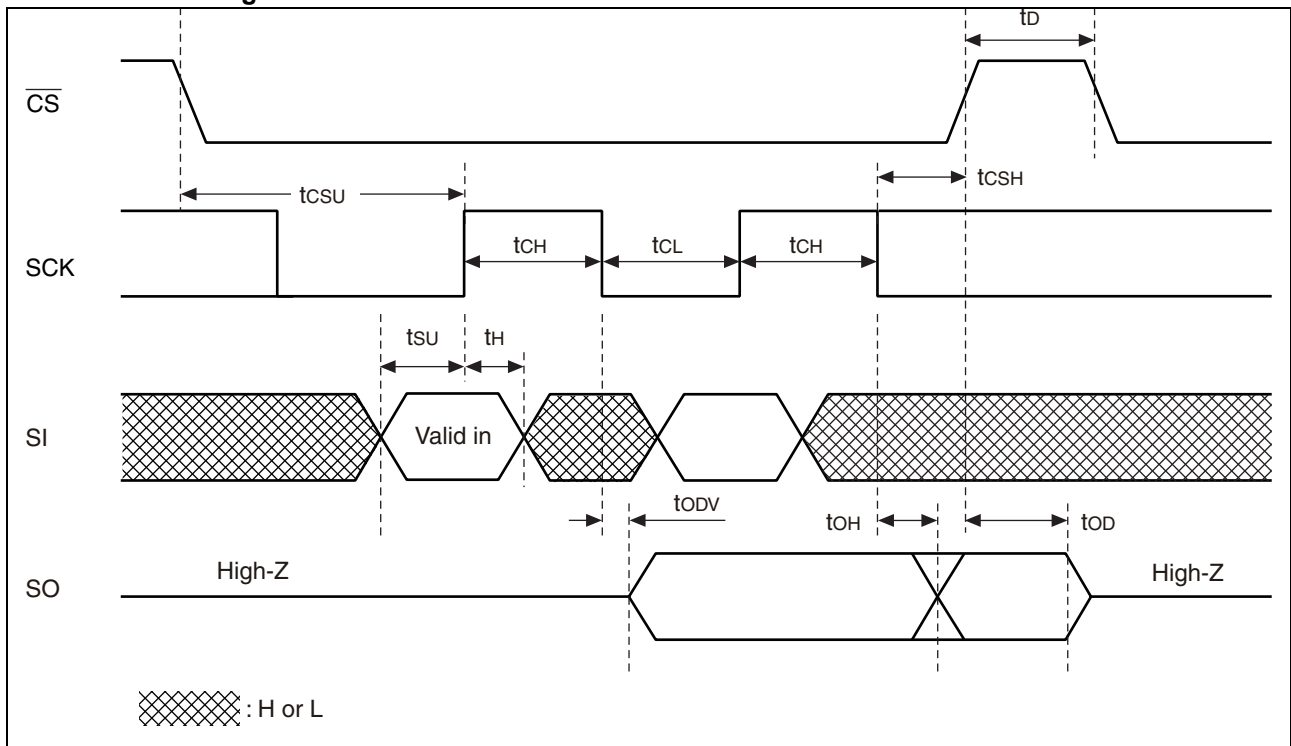 tD
CS
tCSU
tCSH
SCK
tCH
tCL
tCH
tSU
tH
SI
Valid in
tODV
tOH
tOD
SO
High-Z
High-Z
: H or L